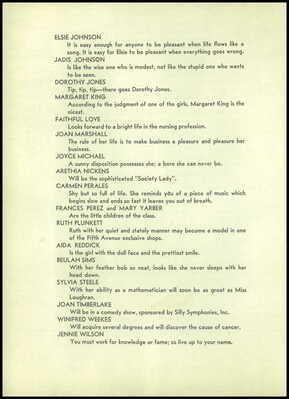 ELSIE JOHNSON
It is easy enough for anyone to be pleasant when life flows like a
song. It is easy for Elsie to be pleasant when everything goes wrong.
JADIS JOHNSON
Is like the wise one who is modest, not like the stupid one who wants
to be seen.
DOROTHY JONES
Tip, tip, tip—there goes Dorothy Jones.
MARGARET KING
According to the judgment of one of the girls, Margaret King is the
nicest.
FAITHFUL LOVE
Looks forward to a bright life in the nursing profession.
JOAN MARSHALL
The rule of her life is to make business a pleasure and pleasure her
business.
JOYCE MICHAEL
A sunny disposition possesses she; a bore she can never be.
ARETHIA NICKENS
Will be the sophisticated "Society Lady".
CARMEN PERALES
Shy but so full of life. She reminds you of a piece of music which
begins slow and ends so fast it leaves you out of breath.
FRANCES PEREZ and MARY YARBER
Are the little children of the class.
RUTH PLUNKETT
Ruth with her quiet and stately manner may become a model in one
of the Fifth Avenue exclusive shops.
AIDA REDDICK
Is the girl with the doll face and the prettiest smile.
BEULAH SIMS
With her feather bob so neat, looks like she never sleeps with her
head down.
SYLVIA STEELE
With her ability as a mathematician will soon be as great as Miss
Loughran.
JOAN TIMBERLAKE
Will be in a comedy show, sponsored by Silly Symphonies, Inc.
WINIFRED WEEKES
Will acquire several degrees and will discover the cause of cancer.
JENNIE WILSON
You must work for knowledge or fame; so live up to your name.